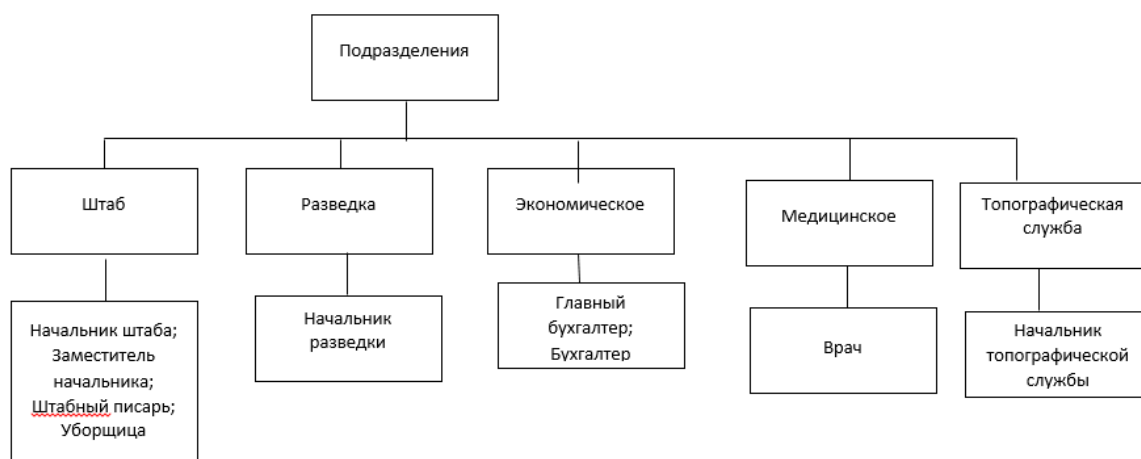 Подразделения
Штаб
Разведка
Экономическое
Медицинское
Топографическая
служба
Начальник штаба;
Заместитель
начальника;
Штабный писарь;
Уборщица
Начальник
разведки
Главный
бухгалтер;
Бухгалтер
Врач
Начальник
топографической
службы